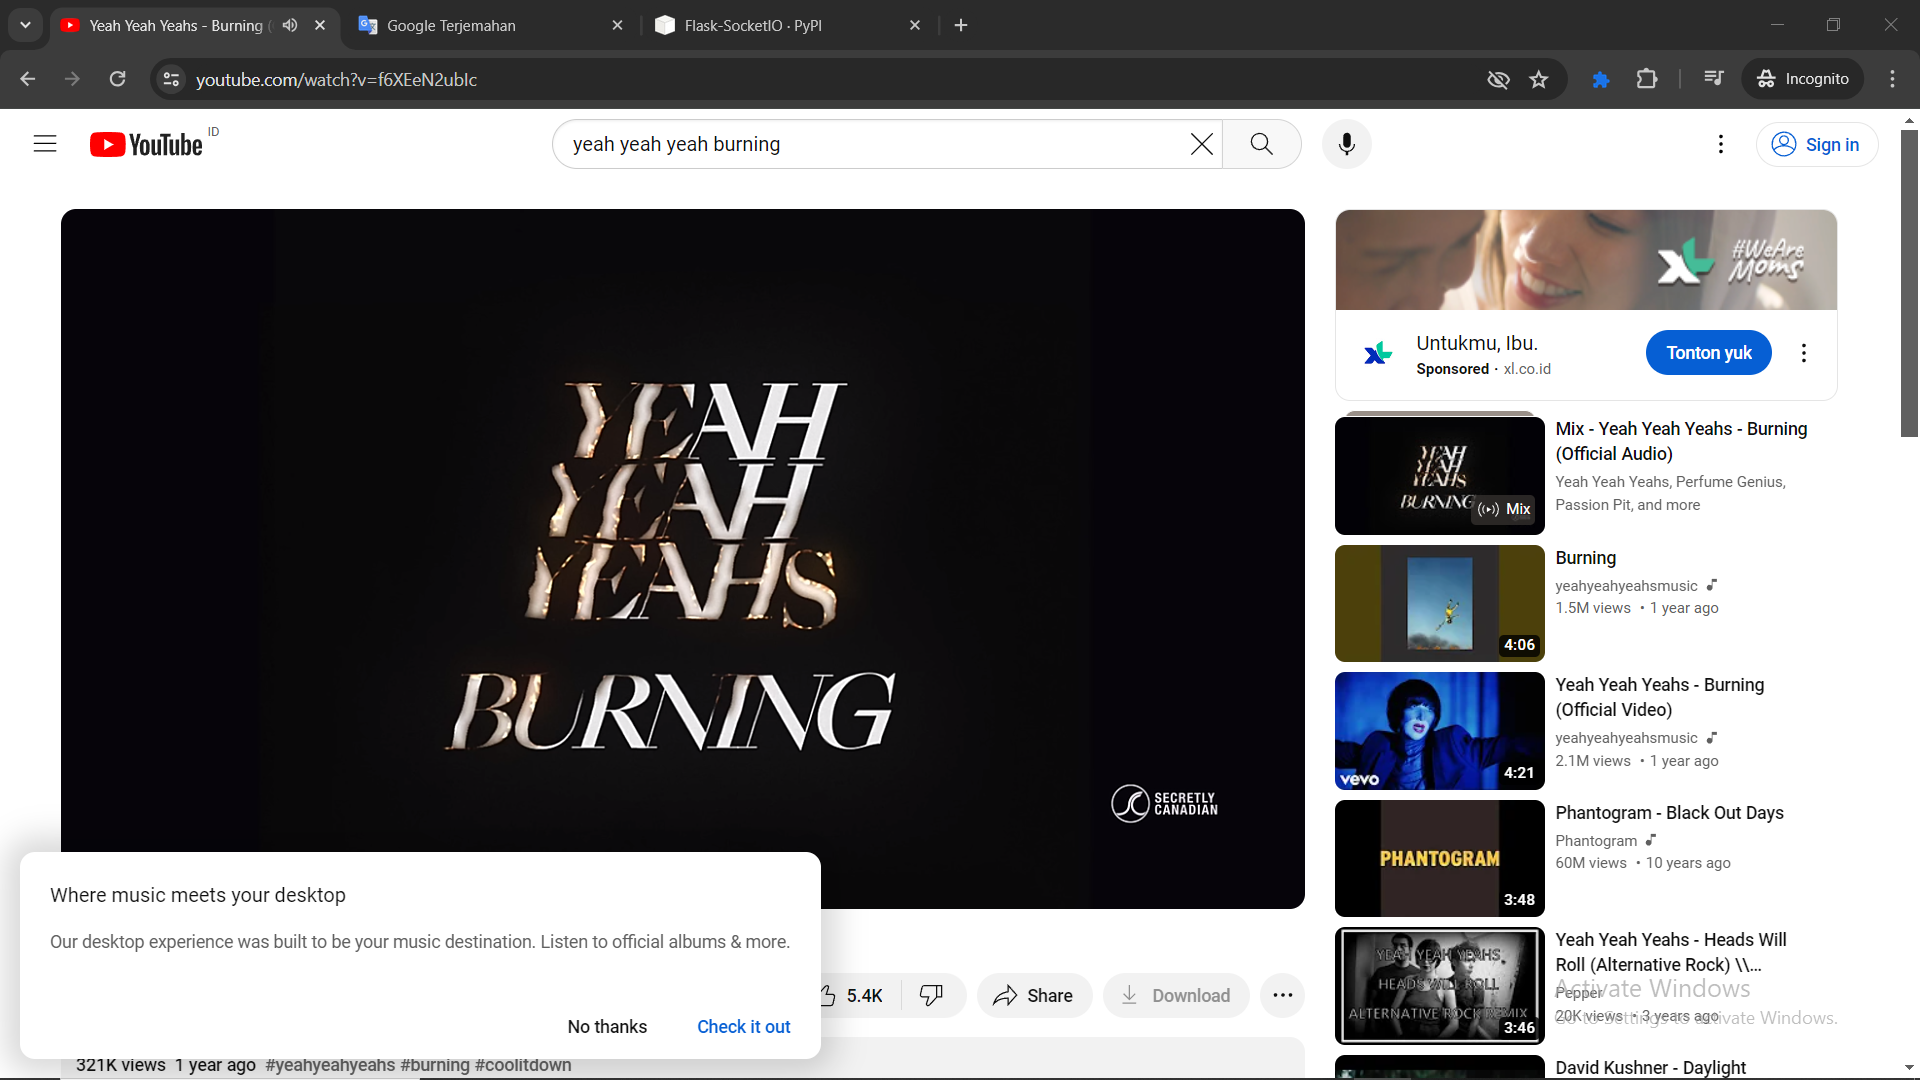 Yeah Yeah Yeahs - Burning (
Google Terjemahan
Flask-SocketIO · PyPI
youtube.com/watch?v=f6XEeN2ubIc
Incognito
YouTube ID
yeah yeah yeah burning
Sign in
YEAH
YEAH
YEAHS
BURNING
SECRETLY
CANADIAN
XL #WeAre
Moms
Untukmu, Ibu.
Sponsored · xl.co.id
Tonton yuk
YEAH
YEAH
YEAHS
BURNING
Mix
Mix - Yeah Yeah Yeahs - Burning
(Official Audio)
Yeah Yeah Yeahs, Perfume Genius,
Passion Pit, and more
4:06
Burning
yeahyeahyeahsmusic
1.5M views • 1 year ago
vevo
4:21
Yeah Yeah Yeahs - Burning
(Official Video)
yeahyeahyeahsmusic
2.1M views • 1 year ago
PHANTOGRAM
3:48
Phantogram - Black Out Days
Phantogram
60M views • 10 years ago
YEAH YEAH YEAHS
HEADS WILL ROLL
ALTERNATIVE ROCK REMIX
3:46
Yeah Yeah Yeahs - Heads Will
Roll (Alternative Rock) \\...
Pepper
20K views • 3 years ago
Activate Windows
Go to Settings to activate Windows.
David Kushner - Daylight
Where music meets your desktop
Our desktop experience was built to be your music destination. Listen to official albums & more.
No thanks
Check it out
5.4K
Share
Download
321K views 1 year ago #yeahyeahyeahs #burning #coolitdown